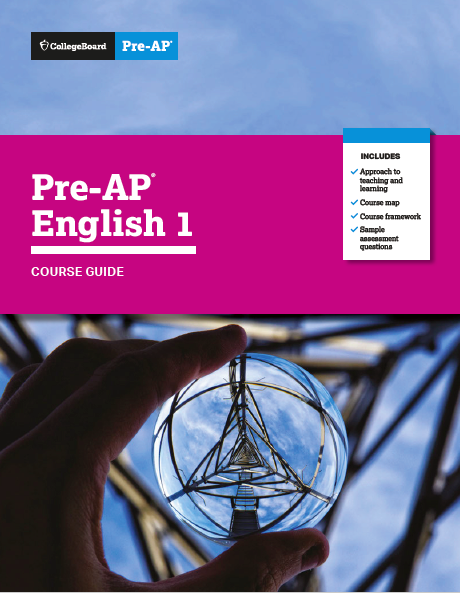 CollegeBoard
Pre-AP®
Pre-AP®
English 1
COURSE GUIDE
INCLUDES
Approach to
teaching and
learning
Course map
Course framework
Sample
assessment
questions